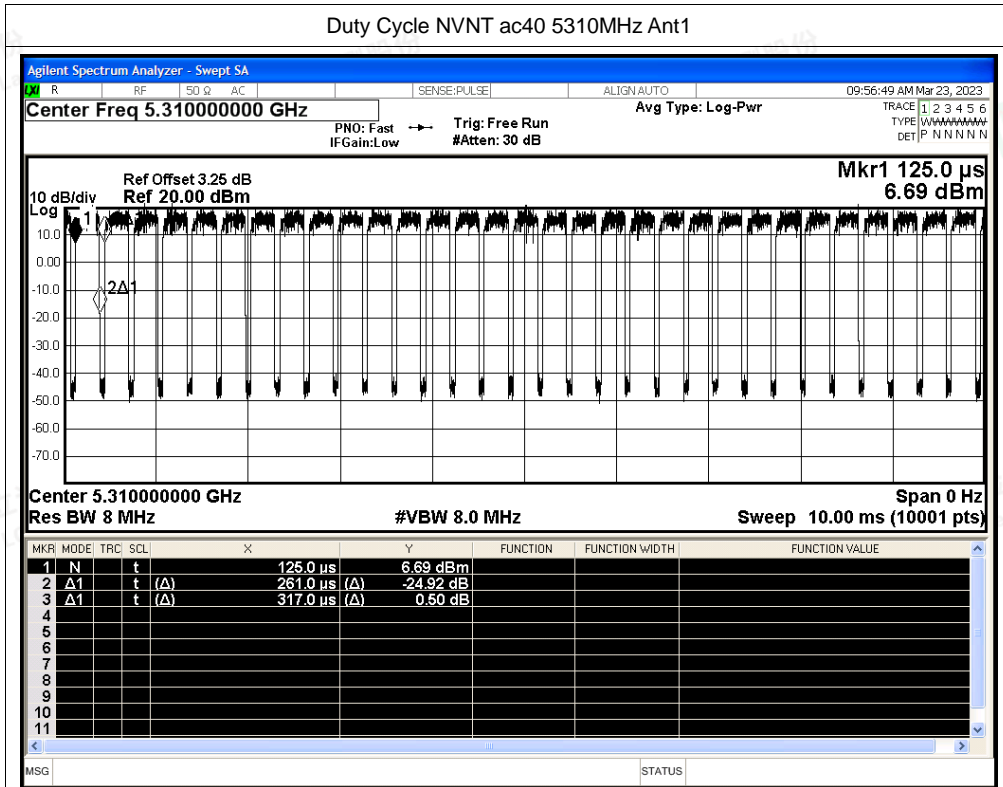 Duty Cycle NVNT ac40 5310MHz Ant1
Agilent Spectrum Analyzer - Swept SA
LXI R RF 50 Ω AC SENSE:PULSE ALIGN AUTO 09:56:49 AM Mar 23, 2023
Center Freq 5.310000000 GHz Avg Type: Log-Pwr TRACE 1 2 3 4 5 6
PNO: Fast Trig: Free Run TYPE W
IFGain:Low #Atten: 30 dB DET P N N N N N
Mkr1 125.0 µs
Ref Offset 3.25 dB
10 dB/div Ref 20.00 dBm 6.69 dBm
Log
1
10.0
0.00
-10.0
2Δ1
-20.0
-30.0
-40.0
-50.0
-60.0
-70.0
Center 5.310000000 GHz Span 0 Hz
Res BW 8 MHz #VBW 8.0 MHz Sweep 10.00 ms (10001 pts)
MKR MODE TRC SCL X Y FUNCTION FUNCTION WIDTH FUNCTION VALUE
1 N t 125.0 µs 6.69 dBm
2 Δ1 t (Δ) 261.0 µs (Δ) -24.92 dB
3 Δ1 t (Δ) 317.0 µs (Δ) 0.50 dB
4
5
6
7
8
9
10
11
MSG STATUS